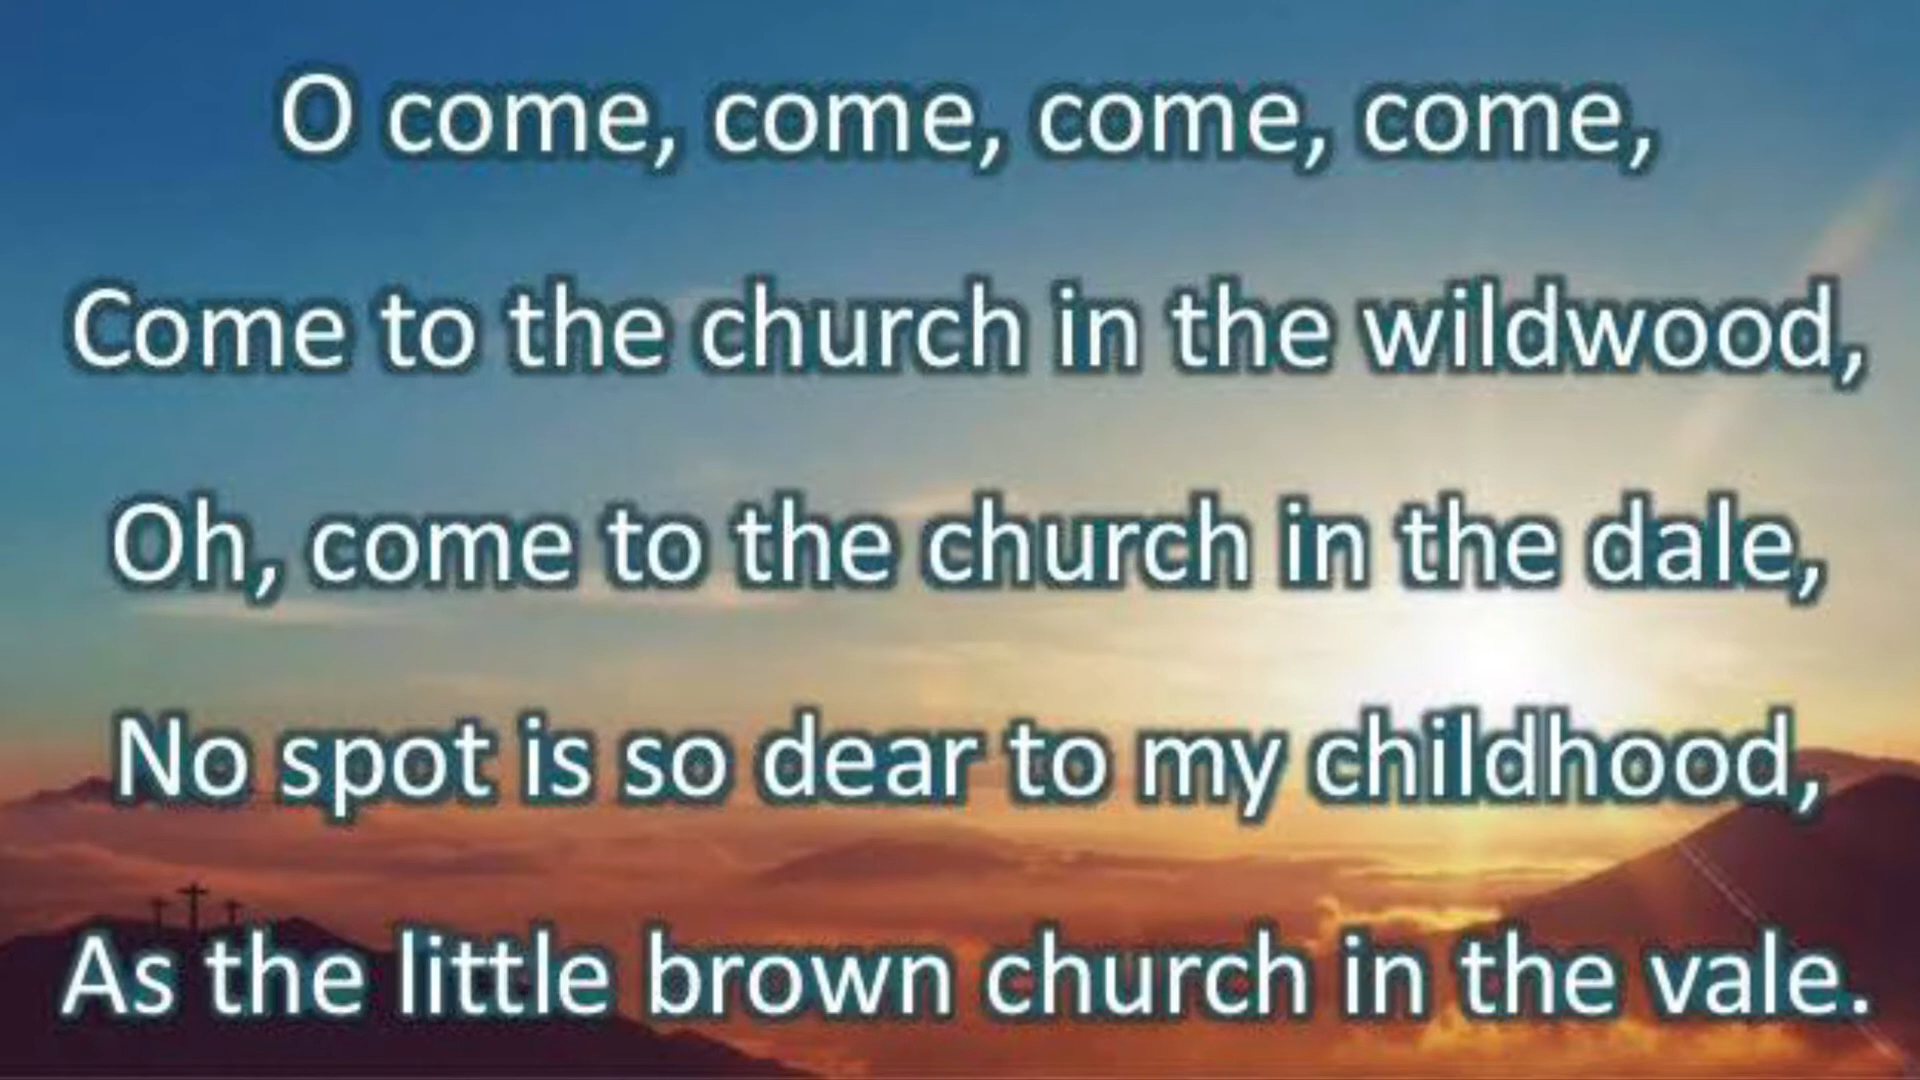 O come, come, come, come,
Come to the church in the wildwood,
Oh, come to the church in the dale,
No spot is so dear to my childhood,
As the little brown church in the vale.